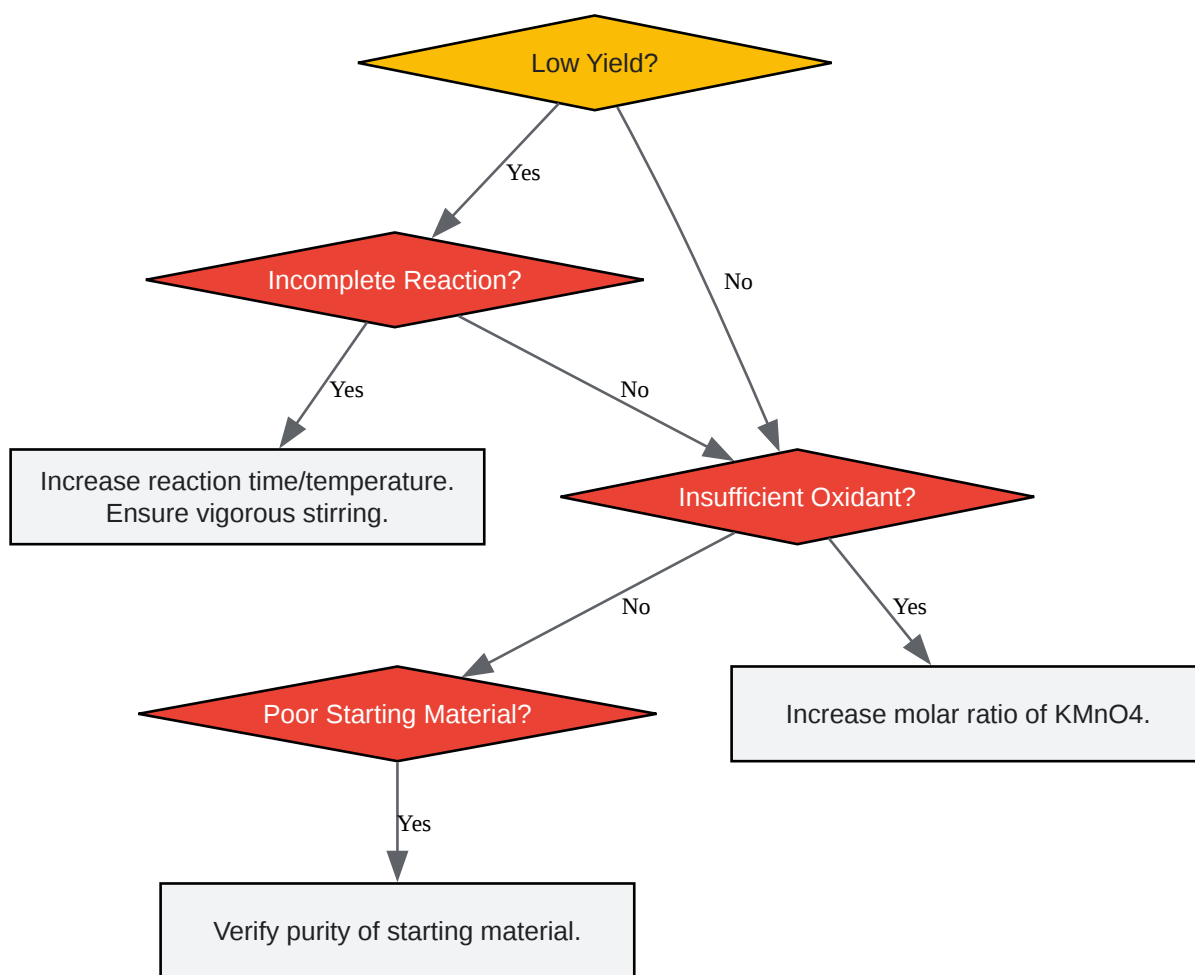 Low Yield?
Yes
No
Incomplete Reaction?
Yes
No
Increase reaction time/temperature.
Ensure vigorous stirring.
Insufficient Oxidant?
No
Yes
Poor Starting Material?
Increase molar ratio of KMnO4.
Yes
Verify purity of starting material.